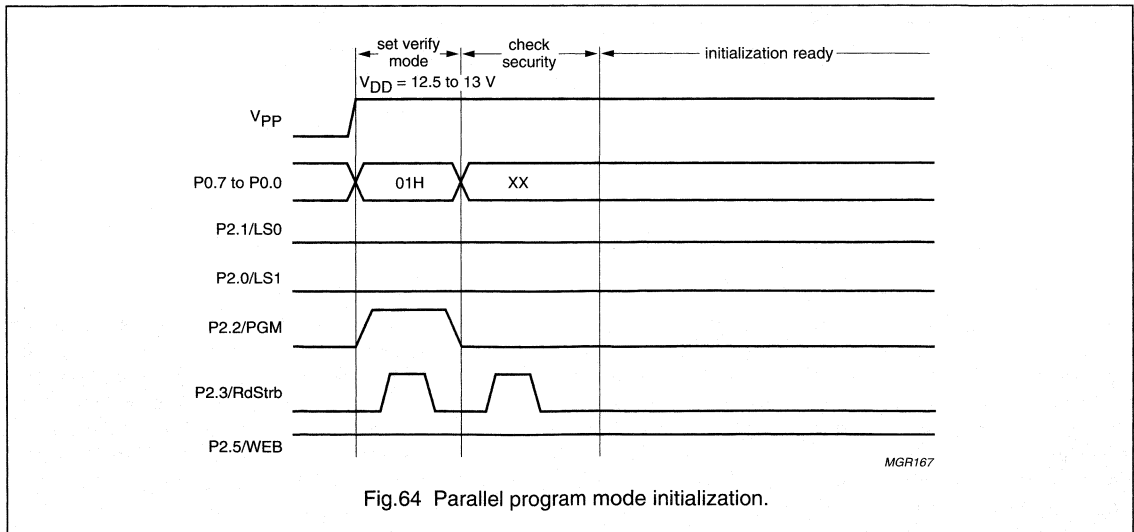 set verify
mode
check
security
initialization ready
VDD = 12.5 to 13 V
VPP
P0.7 to P0.0
01H
XX
P2.1/LS0
P2.0/LS1
P2.2/PGM
P2.3/RdStrb
P2.5/WEB
MGR167
Fig.64 Parallel program mode initialization.